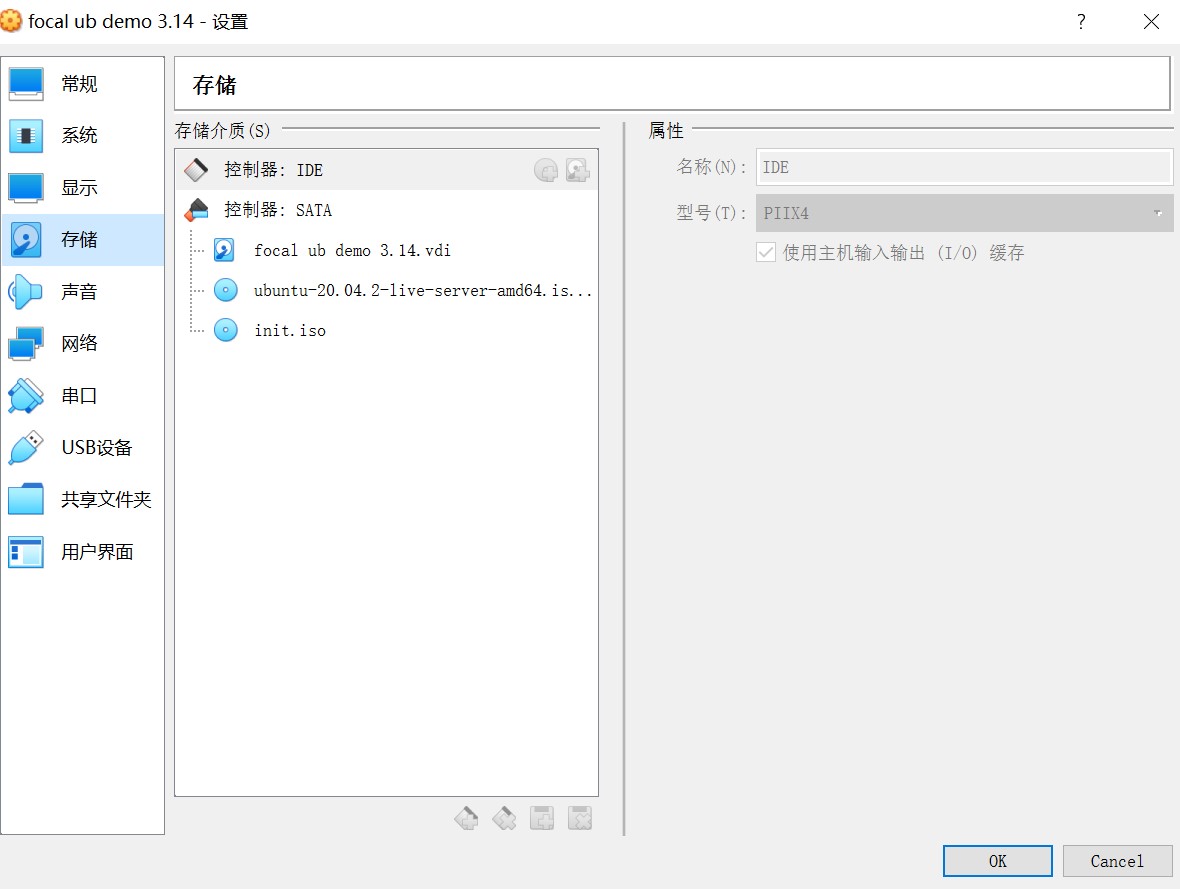 focal ub demo 3.14 - 设置
?
常规
系统
显示
存储
声音
网络
串口
USB设备
共享文件夹
用户界面
存储
存储介质(S)
控制器: IDE
控制器: SATA
focal ub demo 3.14.vdi
ubuntu-20.04.2-live-server-amd64.is...
init.iso
属性
名称(N): IDE
型号(T): PIIX4
使用主机输入输出 (I/O) 缓存
OK
Cancel